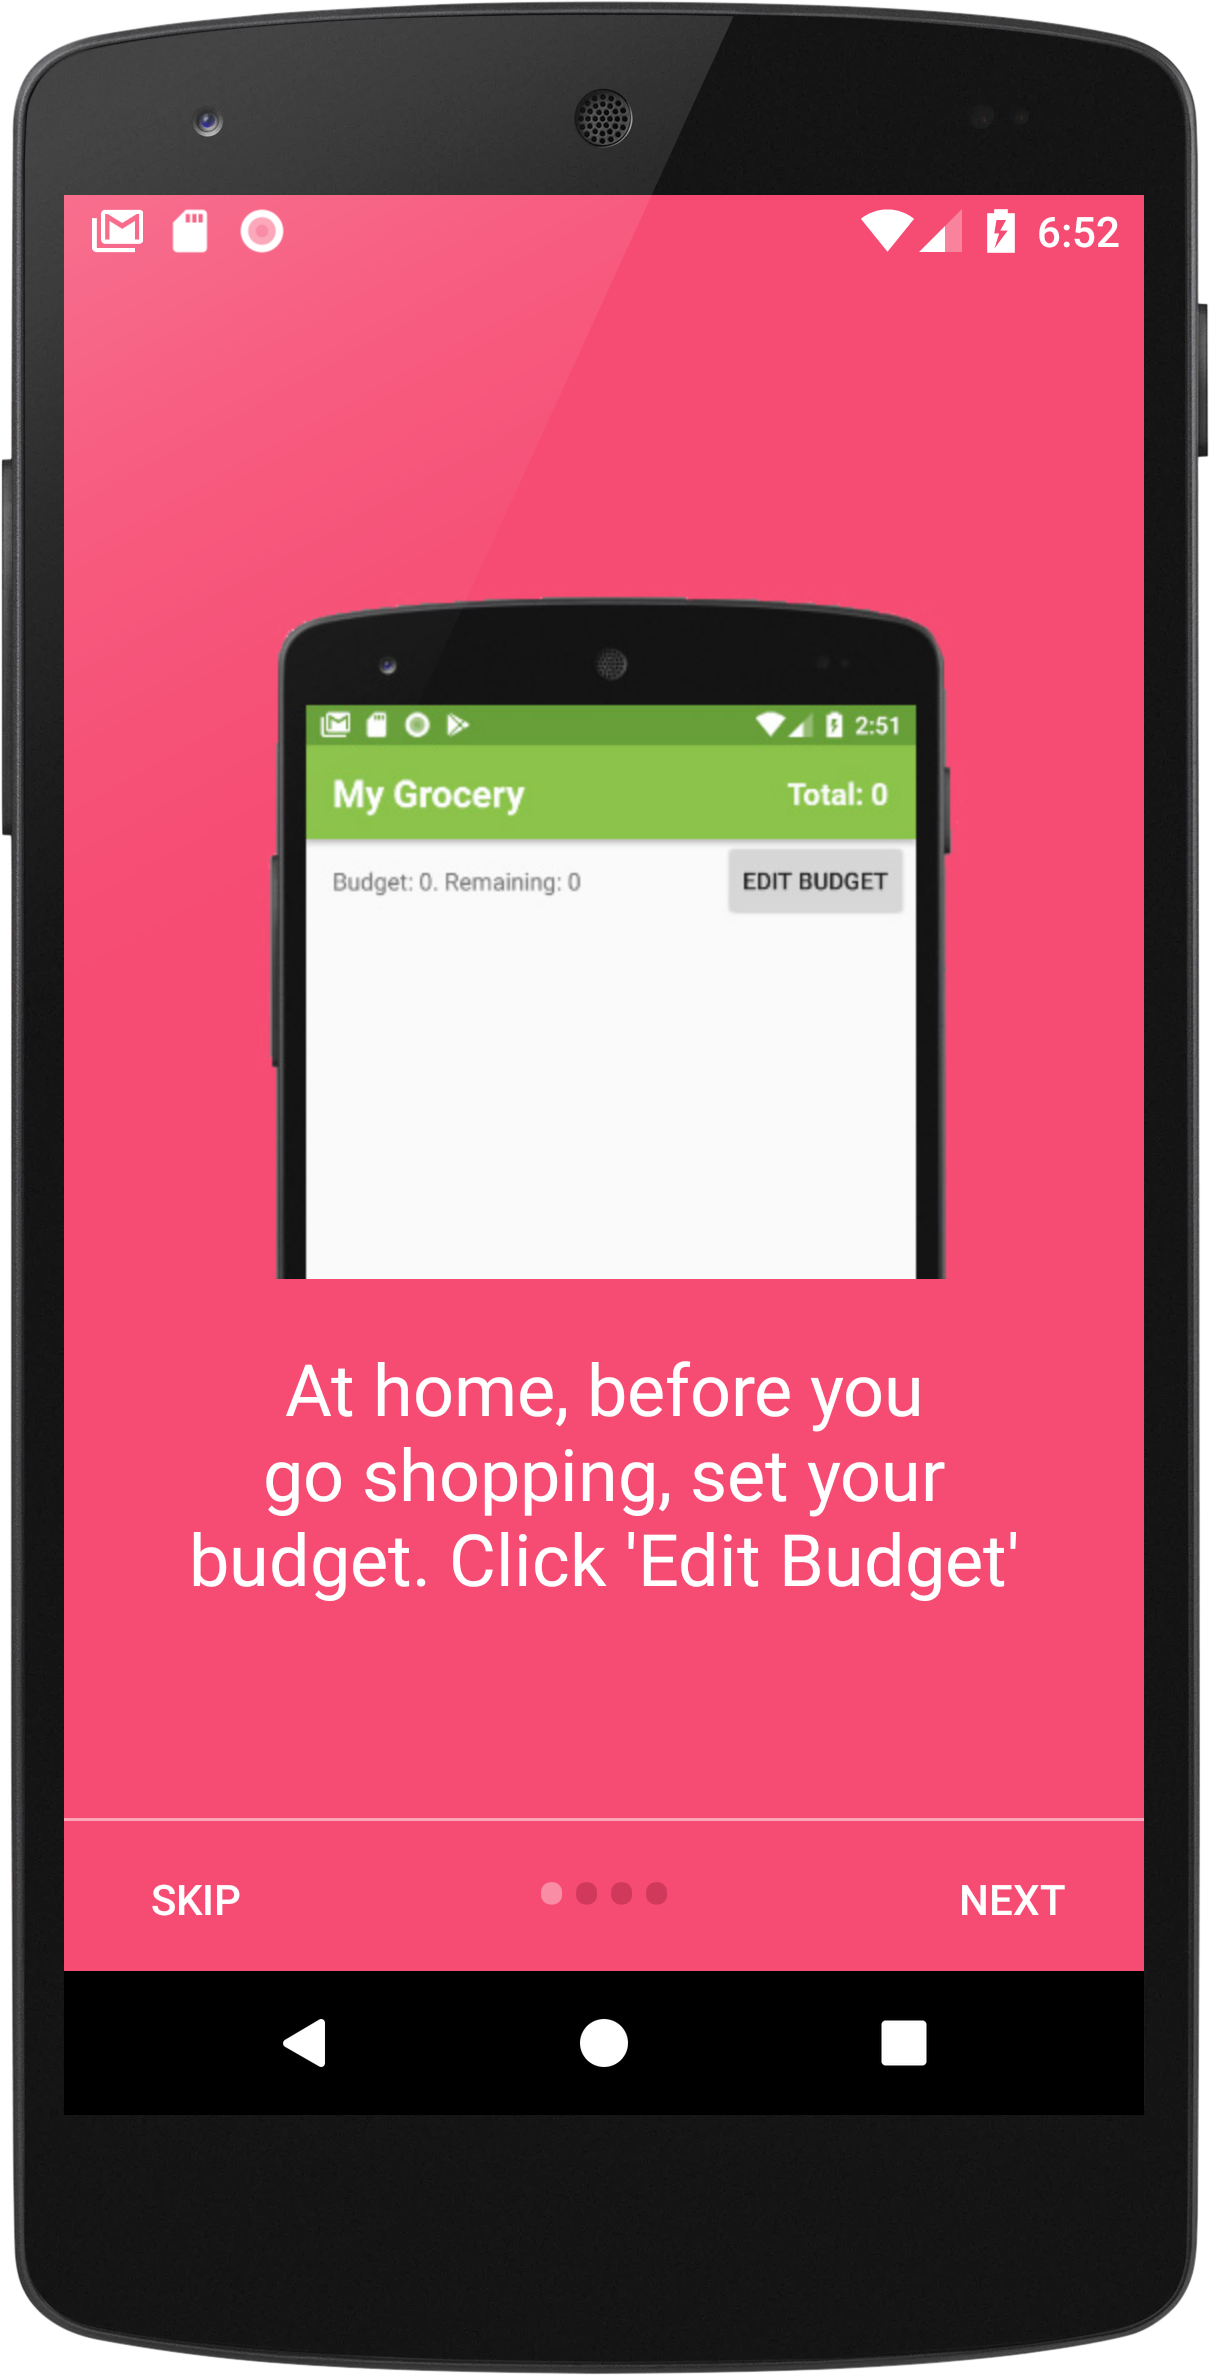 6:52
2:51
My Grocery
Total: 0
Budget: 0. Remaining: 0
EDIT BUDGET
At home, before you
go shopping, set your
budget. Click 'Edit Budget'
SKIP
NEXT